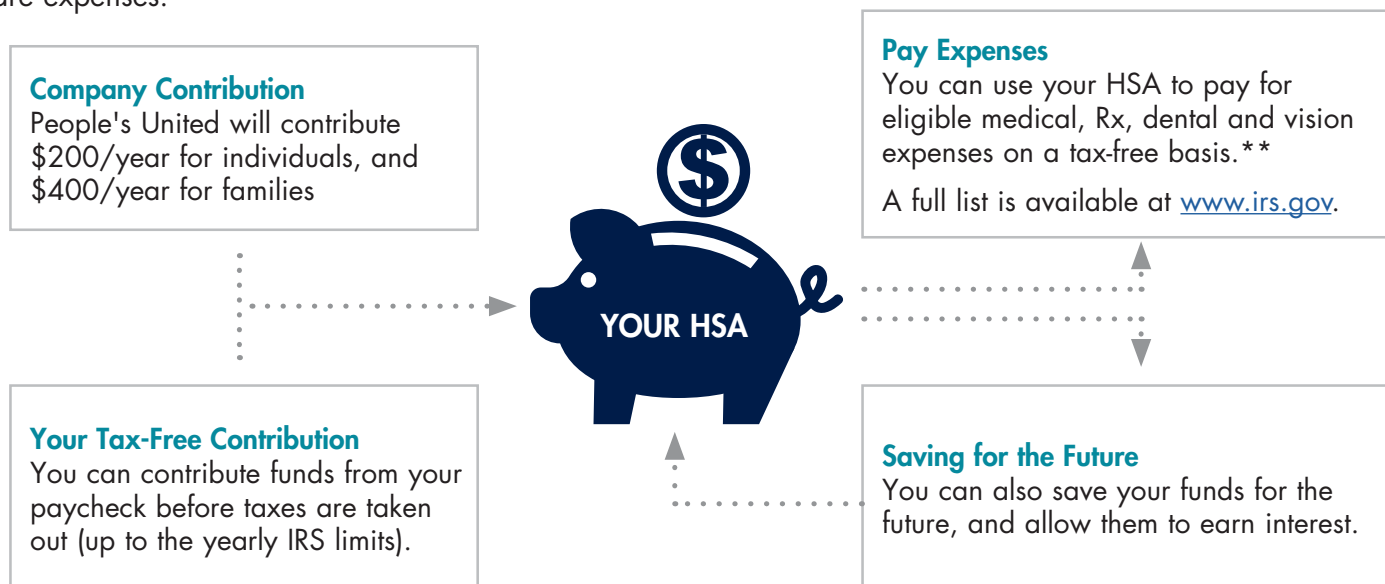 are expenses.
Company Contribution
People's United will contribute
$200/year for individuals, and
$400/year for families
Your Tax-Free Contribution
You can contribute funds from your
paycheck before taxes are taken
out (up to the yearly IRS limits).
$
YOUR HSA
Pay Expenses
You can use your HSA to pay for
eligible medical, Rx, dental and vision
expenses on a tax-free basis.**
A full list is available at www.irs.gov.
Saving for the Future
You can also save your funds for the
future, and allow them to earn interest.